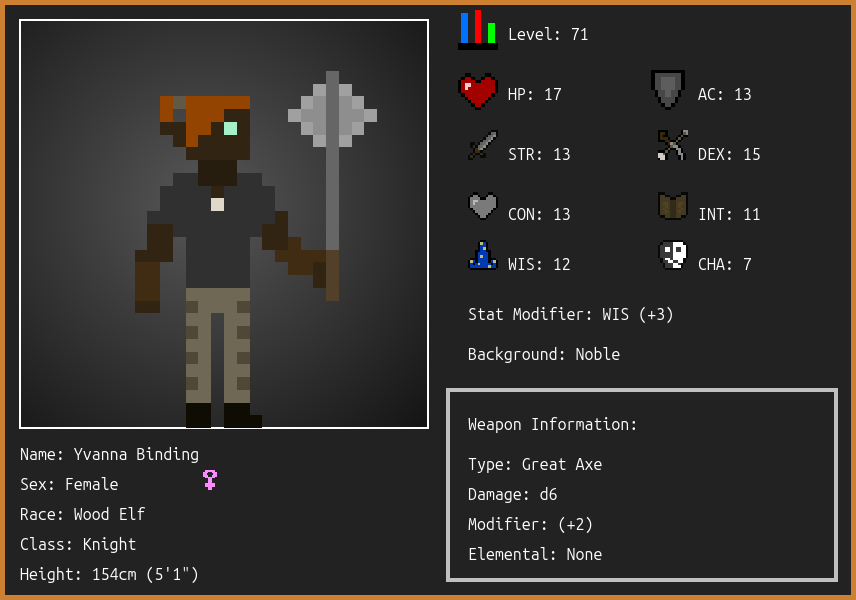 Level: 71
HP: 17
AC: 13
STR: 13
DEX: 15
CON: 13
INT: 11
WIS: 12
CHA: 7
Stat Modifier: WIS (+3)
Background: Noble
Weapon Information:
Type: Great Axe
Damage: d6
Modifier: (+2)
Elemental: None
Name: Yvanna Binding
Sex: Female
Race: Wood Elf
Class: Knight
Height: 154cm (5'1")